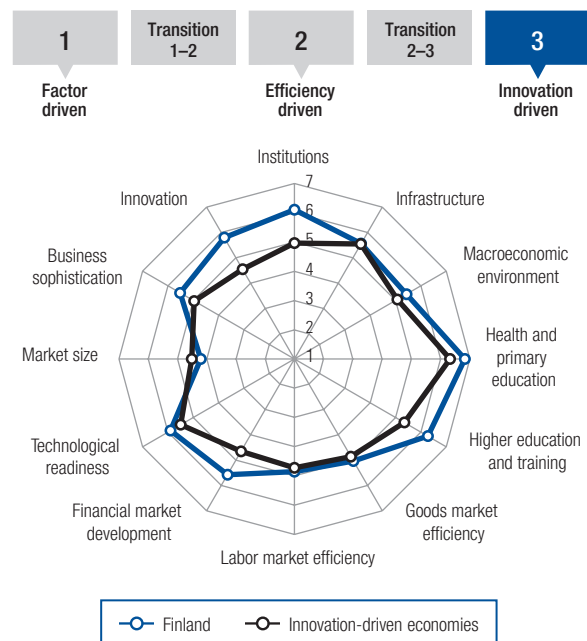 1
Transition
1–2
2
Transition
2–3
3
Factor
driven
Efficiency
driven
Innovation
driven
Institutions
7
Innovation
Infrastructure
6
5
Business
sophistication
Macroeconomic
environment
4
3
2
Market size
1
Health and
primary
education
Technological
readiness
Higher education
and training
Financial market
development
Goods market
efficiency
Labor market efficiency
Finland
Innovation-driven economies